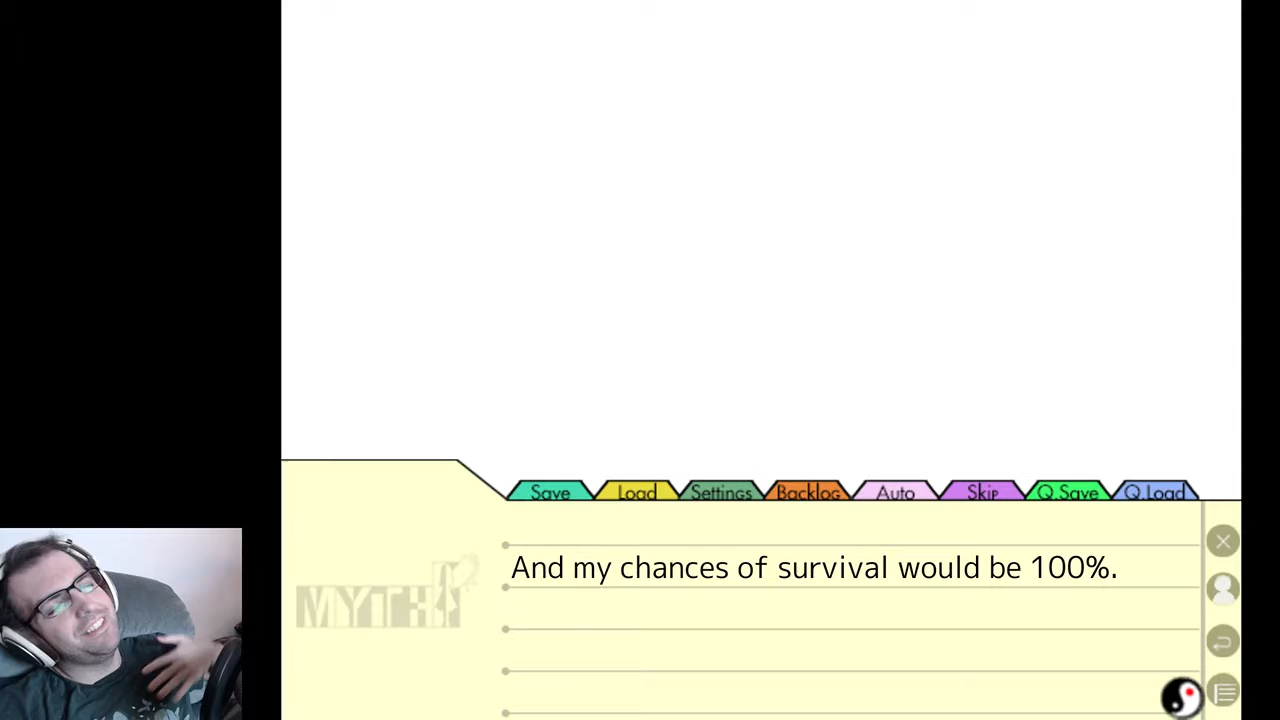 Save Load Settings Backlog Auto Skip Q.Save Q.Load
And my chances of survival would be 100%.
MYTH